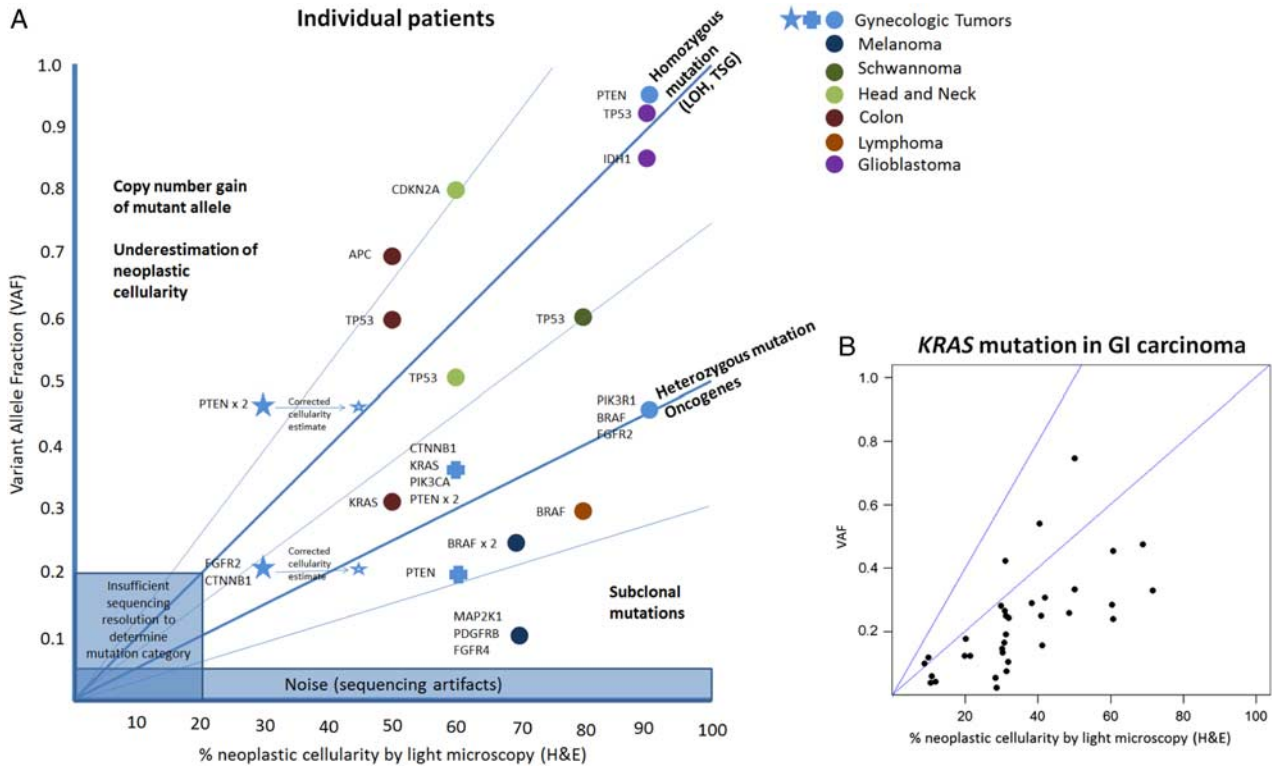 A
Individual patients
Gynecologic Tumors
Melanoma
Schwannoma
Head and Neck
Colon
Lymphoma
Glioblastoma
Variant Allele Fraction (VAF)
1.0
0.9
0.8
0.7
0.6
0.5
0.4
0.3
0.2
0.1
Copy number gain
of mutant allele
Underestimation of
neoplastic
cellularity
Homozygous
mutation
(LOH, TSG)
PTEN
TP53
IDH1
CDKN2A
APC
TP53
TP53
TP53
PTEN x 2
Corrected
cellularity
estimate
Heterozygous mutation
Oncogenes
PIK3R1
BRAF
FGFR2
CTNNB1
KRAS
PIK3CA
PTEN x 2
KRAS
BRAF
BRAF x 2
FGFR2
CTNNB1
Corrected
cellularity
estimate
PTEN
Subclonal
mutations
MAP2K1
PDGFRB
FGFR4
Insufficient
sequencing
resolution to
determine
mutation category
Noise (sequencing artifacts)
10
20
30
40
50
60
70
80
90
100
% neoplastic cellularity by light microscopy (H&E)
B
KRAS mutation in GI carcinoma
VAF
1.0
0.8
0.6
0.4
0.2
20
40
60
80
100
% neoplastic cellularity by light microscopy (H&E)